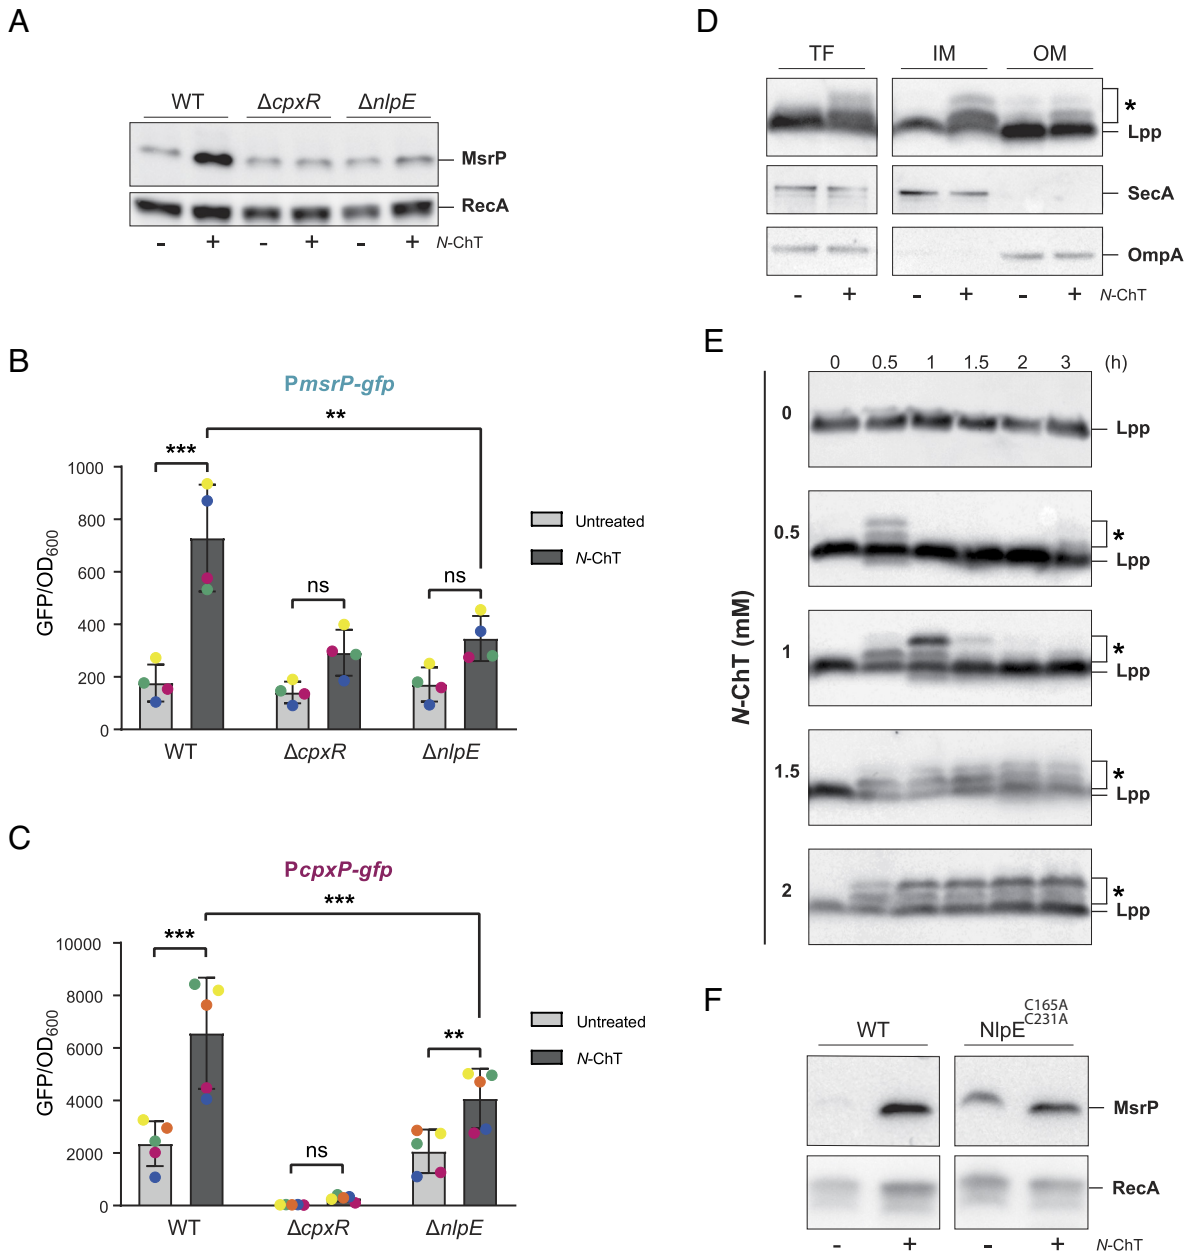 A
WT ΔcpxR ΔnlpE
MsrP
RecA
- + - + - + N-ChT
B
PmsrP-gfp
**
***
ns
ns
GFP/OD600
1000
800
600
400
200
0
Untreated
N-ChT
WT ΔcpxR ΔnlpE
C
PcpxP-gfp
***
***
**
ns
GFP/OD600
10000
8000
6000
4000
2000
0
Untreated
N-ChT
WT ΔcpxR ΔnlpE
D
TF IM OM
*
Lpp
SecA
OmpA
- + - + - + N-ChT
E
0 0.5 1 1.5 2 3 (h)
N-ChT (mM)
0
Lpp
0.5
*
Lpp
1
*
Lpp
1.5
*
Lpp
2
*
Lpp
F
WT NlpE C165A
C231A
MsrP
RecA
- + - + N-ChT